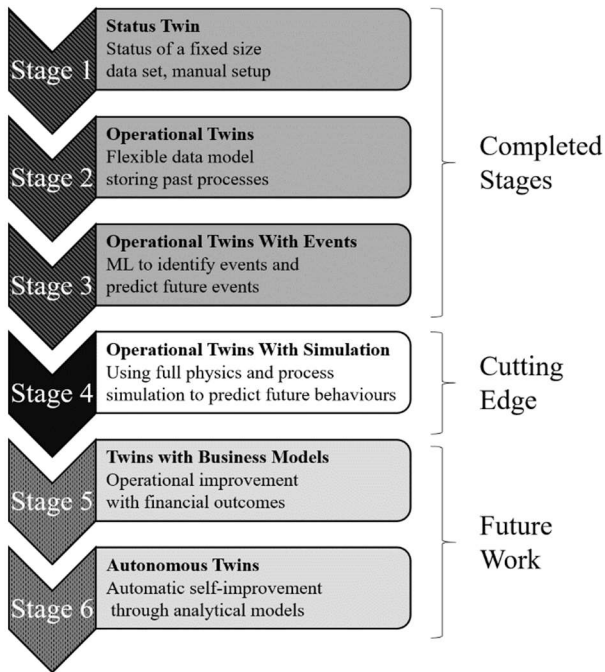 Stage 1
Status Twin
Status of a fixed size
data set, manual setup
Stage 2
Operational Twins
Flexible data model
storing past processes
Stage 3
Operational Twins With Events
ML to identify events and
predict future events
Completed
Stages
Stage 4
Operational Twins With Simulation
Using full physics and process
simulation to predict future behaviours
Cutting
Edge
Stage 5
Twins with Business Models
Operational improvement
with financial outcomes
Stage 6
Autonomous Twins
Automatic self-improvement
through analytical models
Future
Work